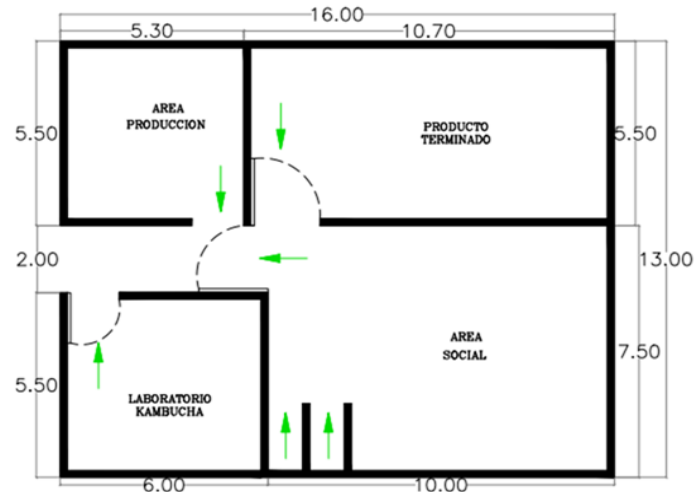 16.00
5.30
10.70
5.50
AREA
PRODUCCION
PRODUCTO
TERMINADO
5.50
2.00
13.00
AREA
SOCIAL
7.50
5.50
LABORATORIO
KAMBUCHA
6.00
10.00